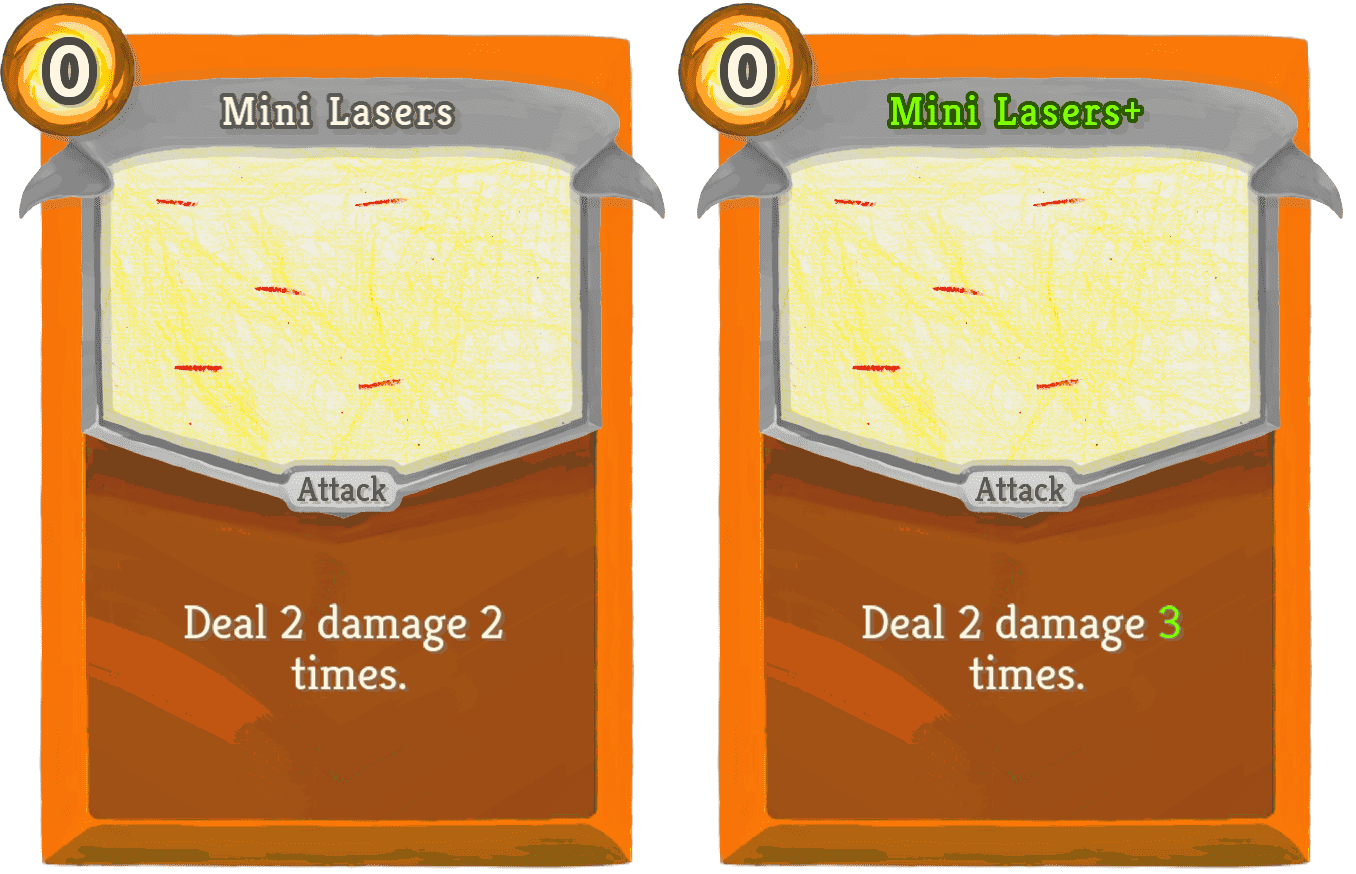 0
Mini Lasers
Attack
Deal 2 damage 2
times.
0
Mini Lasers+
Attack
Deal 2 damage 3
times.